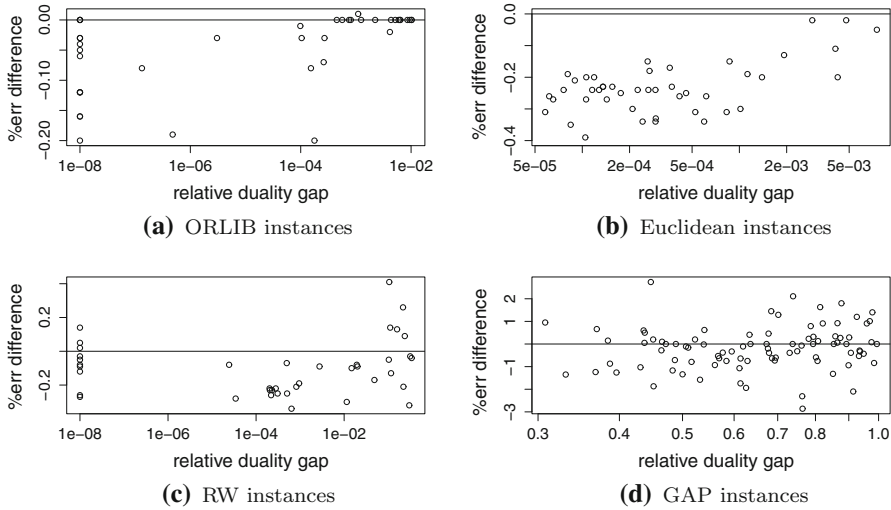 %err difference
0.00
−0.10
−0.20
1e−08
1e−06
1e−04
1e−02
relative duality gap
(a) ORLIB instances
%err difference
0.0
−0.2
−0.4
5e−05
2e−04
5e−04
2e−03
5e−03
relative duality gap
(b) Euclidean instances
%err difference
0.2
−0.2
1e−08
1e−06
1e−04
1e−02
relative duality gap
(c) RW instances
%err difference
2
1
−1
−3
0.3
0.4
0.5
0.6
0.7
0.8
1.0
relative duality gap
(d) GAP instances